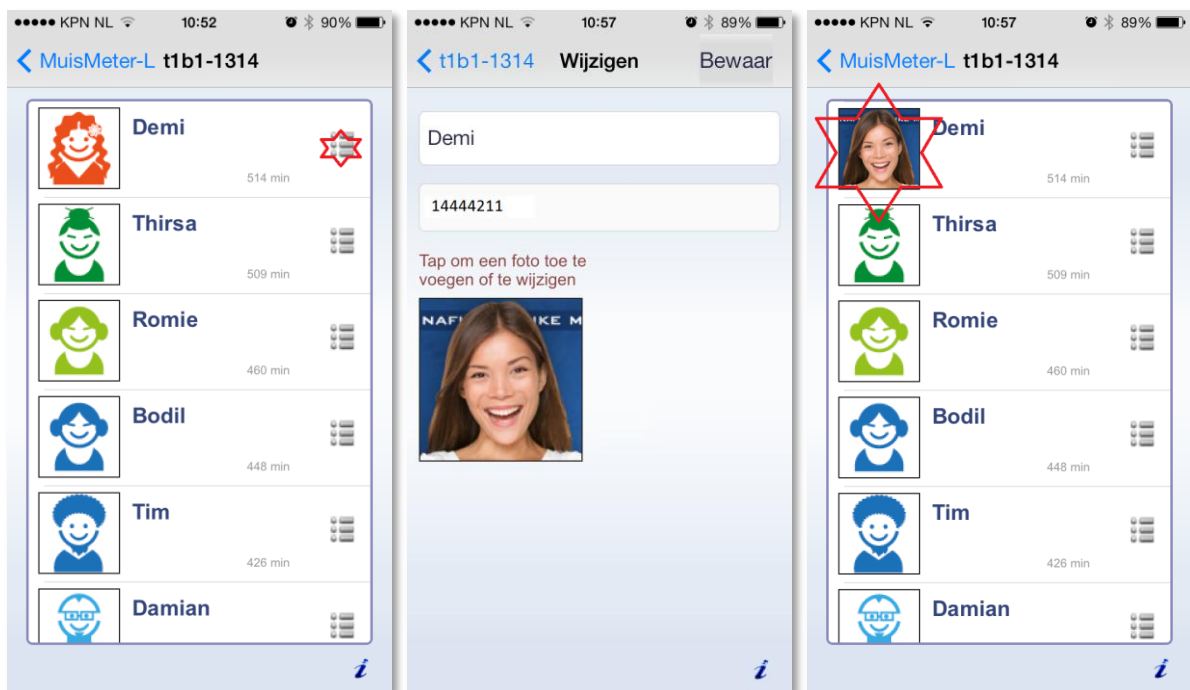 KPN NL 10:52 90%
MuisMeter-L t1b1-1314
Demi
514 min
Thirsa
509 min
Romie
460 min
Bodil
448 min
Tim
426 min
Damian
i
KPN NL 10:57 89%
t1b1-1314 Wijzigen Bewaar
Demi
14444211
Tap om een foto toe te
voegen of te wijzigen
KE M
i
KPN NL 10:57 89%
MuisMeter-L t1b1-1314
Demi
514 min
Thirsa
509 min
Romie
460 min
Bodil
448 min
Tim
426 min
Damian
i